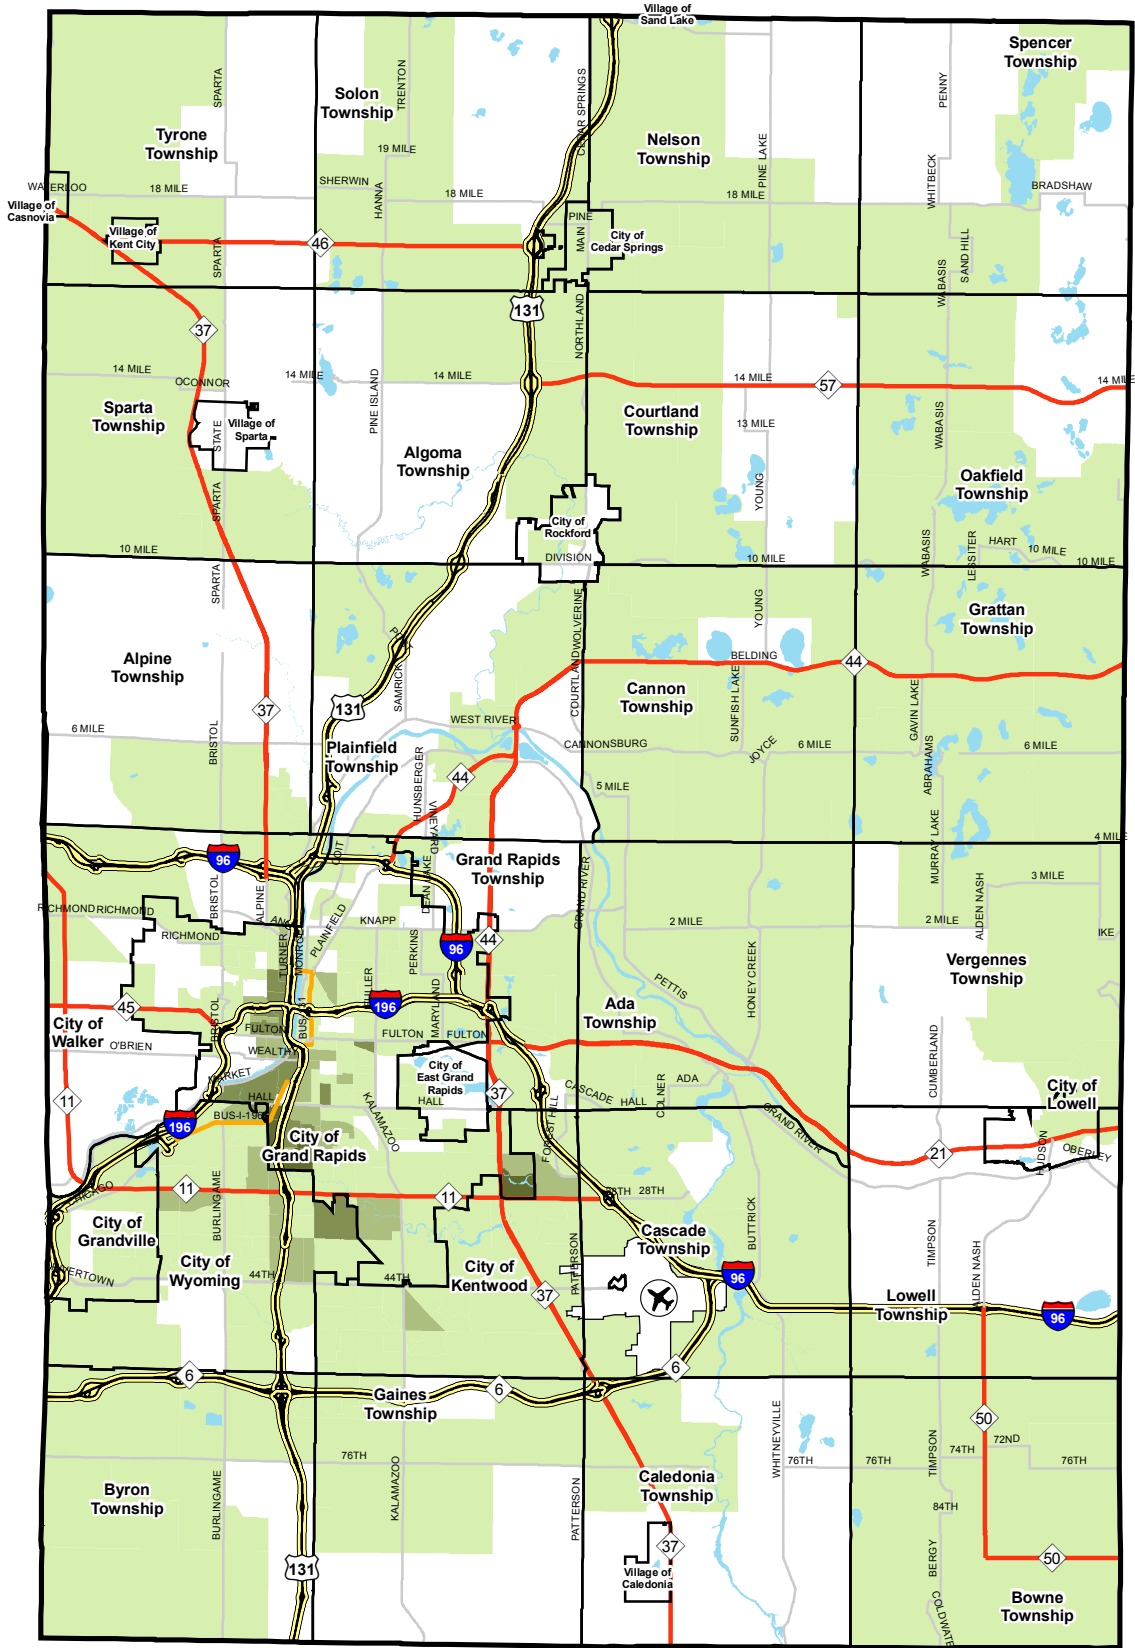 Village of
Sand Lake
Spencer
Township
SPARTA
TRENTON
Solon
Township
CEDAR SPRINGS
PENNY
Tyrone
Township
19 MILE
Nelson
Township
PINE LAKE
WATERLOO
18 MILE
SHERWIN
HANNA
18 MILE
18 MILE
WHITBECK
BRADSHAW
Village of
Casnovia
Village of
Kent City
SPARTA
46
PINE
MAIN
City of
Cedar Springs
WABASIS
SAND HILL
131
37
NORTHLAND
14 MILE
OCONNOR
14 MILE
14 MILE
14 MILE
57
14 MILE
Sparta
Township
STATE
Village of
Sparta
PINE ISLAND
Courtland
Township
13 MILE
WABASIS
Algoma
Township
SPARTA
YOUNG
Oakfield
Township
City of
Rockford
DIVISION
10 MILE
10 MILE
WABASIS
LESSITER
HART
10 MILE
10 MILE
SPARTA
COURTLAND
WOLVERINE
YOUNG
Grattan
Township
Alpine
Township
SAMRICK
BELDING
44
Cannon
Township
SUNFISH LAKE
GAVIN LAKE
37
131
WEST RIVER
6 MILE
BRISTOL
Plainfield
Township
CANNONSBURG
JOYCE
6 MILE
6 MILE
HUNSBERGER
44
5 MILE
ABRAHAMS
VINEYARD
MURRAY LAKE
4 MILE
96
COIT
Grand Rapids
Township
DEAN LAKE
GRAND RIVER
3 MILE
RICHMOND
RICHMOND
BRISTOL
ALPINE
PLAINFIELD
KNAPP
2 MILE
2 MILE
ALDEN NASH
IKE
RICHMOND
TURNER
MONROE
PERKINS
96
44
HONEY CREEK
Vergennes
Township
FULLER
MARYLAND
PETTIS
45
196
Ada
Township
City of
Walker
BRISTOL
FULTON
FULTON
FULTON
O'BRIEN
WEALTHY
CUMBERLAND
MARKET
City of
East Grand
Rapids
HALL
ADA
City of
Lowell
11
HALL
37
CASCADE
HALL
196
BUS-I-196
KALAMAZOO
FOREST HILL
GRAND RIVER
City of
Grand Rapids
21
HUDSON
OBERLEY
CHICAGO
11
11
28TH
28TH
City of
Grandville
BURLINGAME
BUTTRICK
Cascade
Township
TIMPSON
ALDEN NASH
City of
Wyoming
44TH
44TH
City of
Kentwood
PATTERSON
96
37
Lowell
Township
96
6
6
6
Gaines
Township
50
WHITNEYVILLE
72ND
74TH
76TH
76TH
76TH
76TH
TIMPSON
Byron
Township
BURLINGAME
KALAMAZOO
PATTERSON
Caledonia
Township
84TH
37
50
131
BERGY
Village of
Caledonia
Bowne
Township